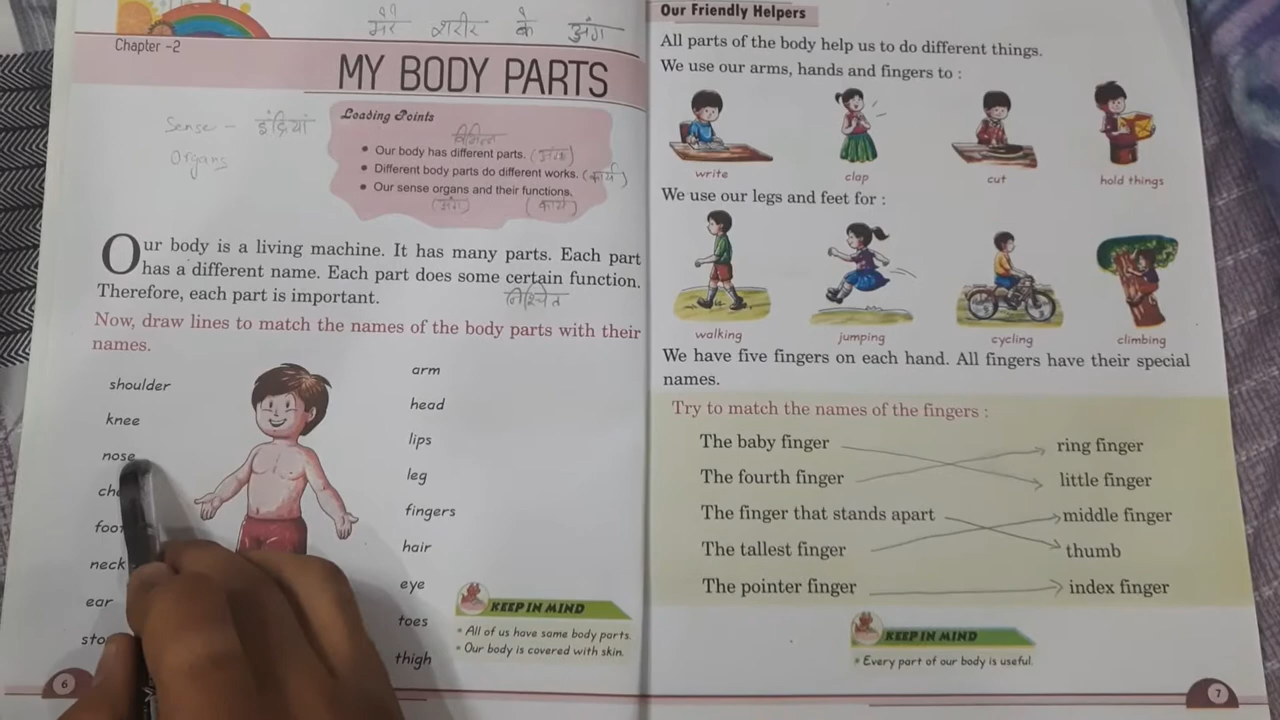 मेरे शरीर के अंग
Chapter -2
MY BODY PARTS
Sense - इंद्रियां
Organs
Loading Points
विभिन्न
• Our body has different parts. (अंग)
• Different body parts do different works. (कार्य)
• Our sense organs and their functions.
(अंग) (कार्य)
Our body is a living machine. It has many parts. Each part
has a different name. Each part does some certain function.
Therefore, each part is important.
निश्चित
Now, draw lines to match the names of the body parts with their
names.
shoulder
knee
nose
foot
neck
ear
arm
head
lips
leg
fingers
hair
eye
toes
thigh
KEEP IN MIND
* All of us have same body parts.
* Our body is covered with skin.
6
Our Friendly Helpers
All parts of the body help us to do different things.
We use our arms, hands and fingers to :
write clap cut hold things
We use our legs and feet for :
walking jumping cycling climbing
We have five fingers on each hand. All fingers have their special
names.
Try to match the names of the fingers :
The baby finger ring finger
The fourth finger little finger
The finger that stands apart middle finger
The tallest finger thumb
The pointer finger index finger
KEEP IN MIND
* Every part of our body is useful.
7